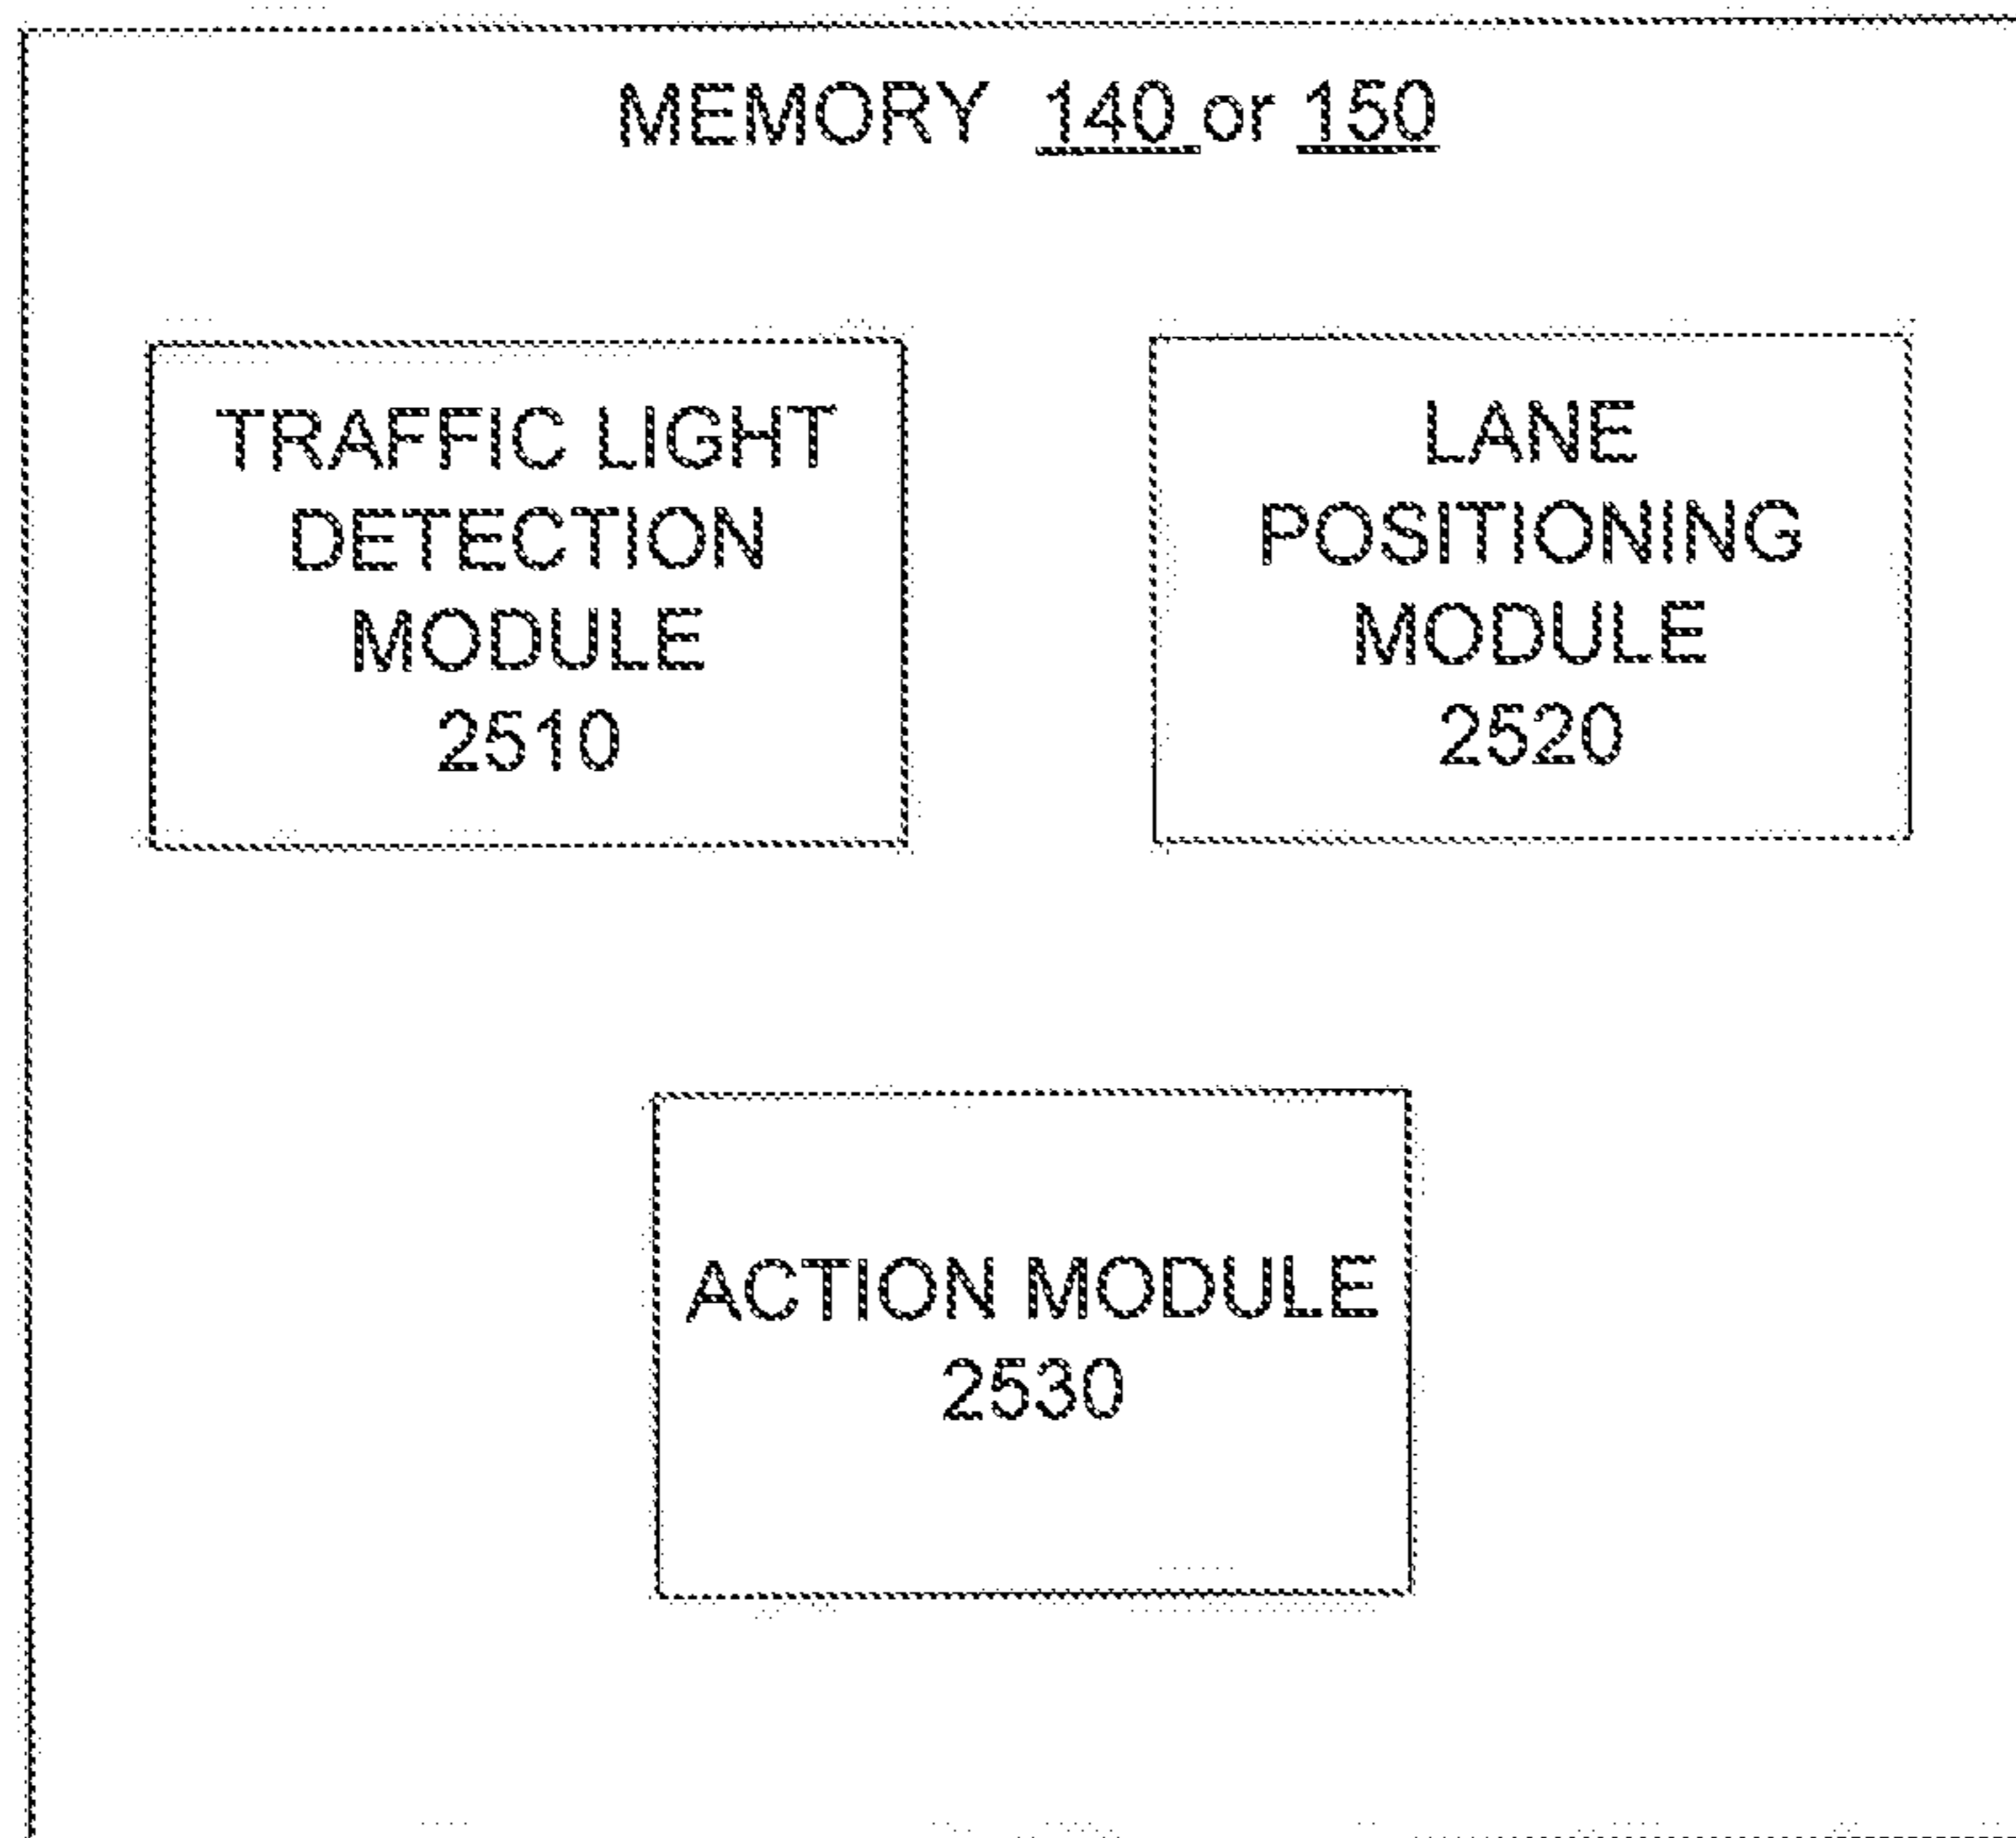 MEMORY 140 or 150
TRAFFIC LIGHT
DETECTION
MODULE
2510
LANE
POSITIONING
MODULE
2520
ACTION MODULE
2530